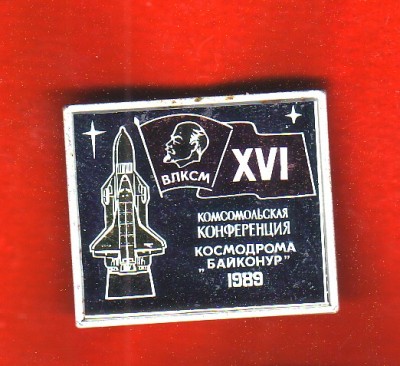 ВЛКСМ
XVI
КОМСОМОЛЬСКАЯ
КОНФЕРЕНЦИЯ
КОСМОДРОМА
„БАЙКОНУР"
1989